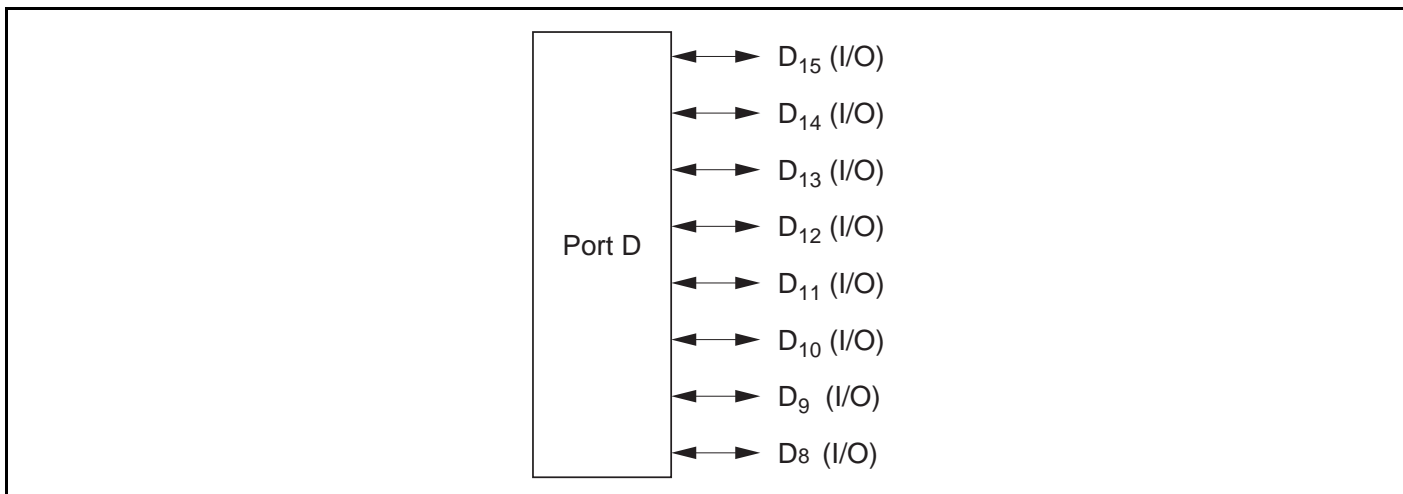 D₁₅ (I/O)
D₁₄ (I/O)
D₁₃ (I/O)
D₁₂ (I/O)
Port D
D₁₁ (I/O)
D₁₀ (I/O)
D₉ (I/O)
D₈ (I/O)